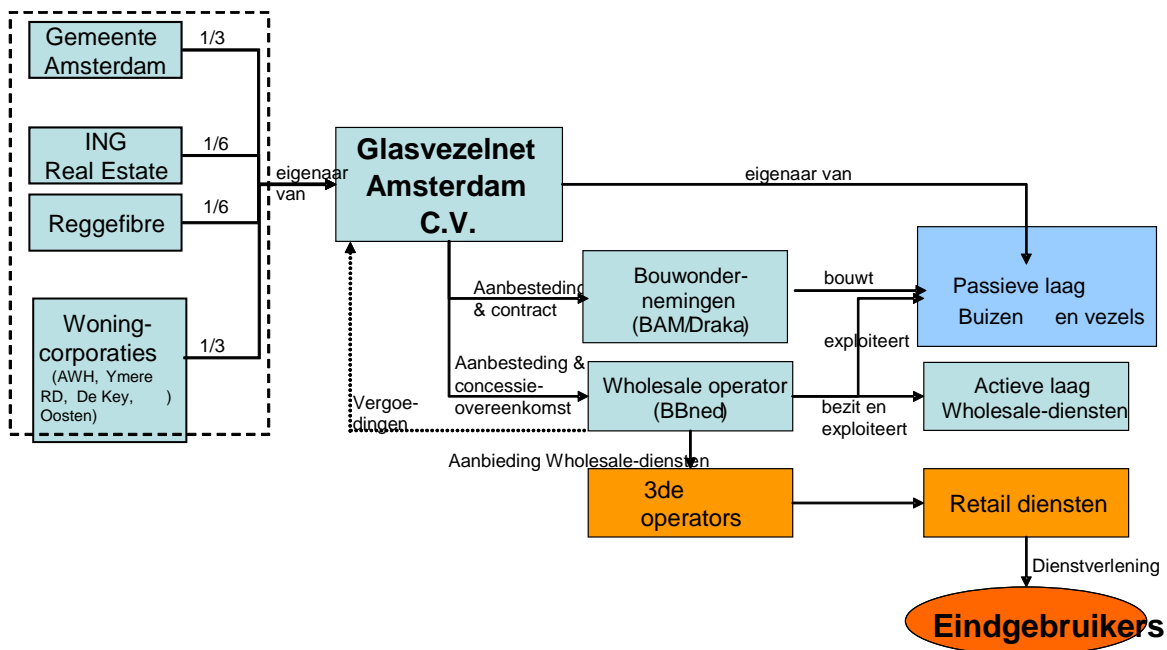 Gemeente
Amsterdam
1/3
ING
Real Estate
1/6
Reggefibre
1/6
Woning-
corporaties
(AWH, Ymere
RD, De Key, )
Oosten)
1/3
eigenaar
van
Glasvezelnet
Amsterdam
C.V.
eigenaar van
Aanbesteding
& contract
Bouwonder-
nemingen
(BAM/Draka)
bouwt
Passieve laag
Buizen en vezels
exploiteert
Aanbesteding &
concessie-
overeenkomst
Wholesale operator
(BBned)
bezit en
exploiteert
Actieve laag
Wholesale-diensten
Vergoe-
dingen
Aanbieding Wholesale-diensten
3de
operators
Retail diensten
Dienstverlening
Eindgebruikers